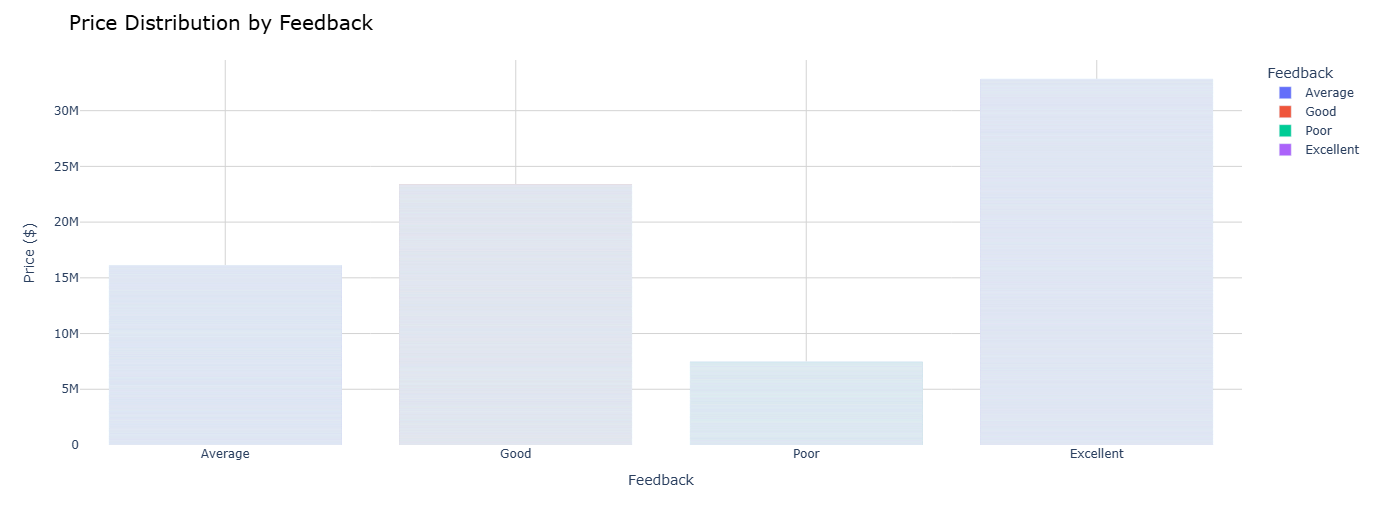 Price Distribution by Feedback
Feedback
Average
Good
Poor
Excellent
Price ($)
30M
25M
20M
15M
10M
5M
0
Average
Good
Poor
Excellent
Feedback